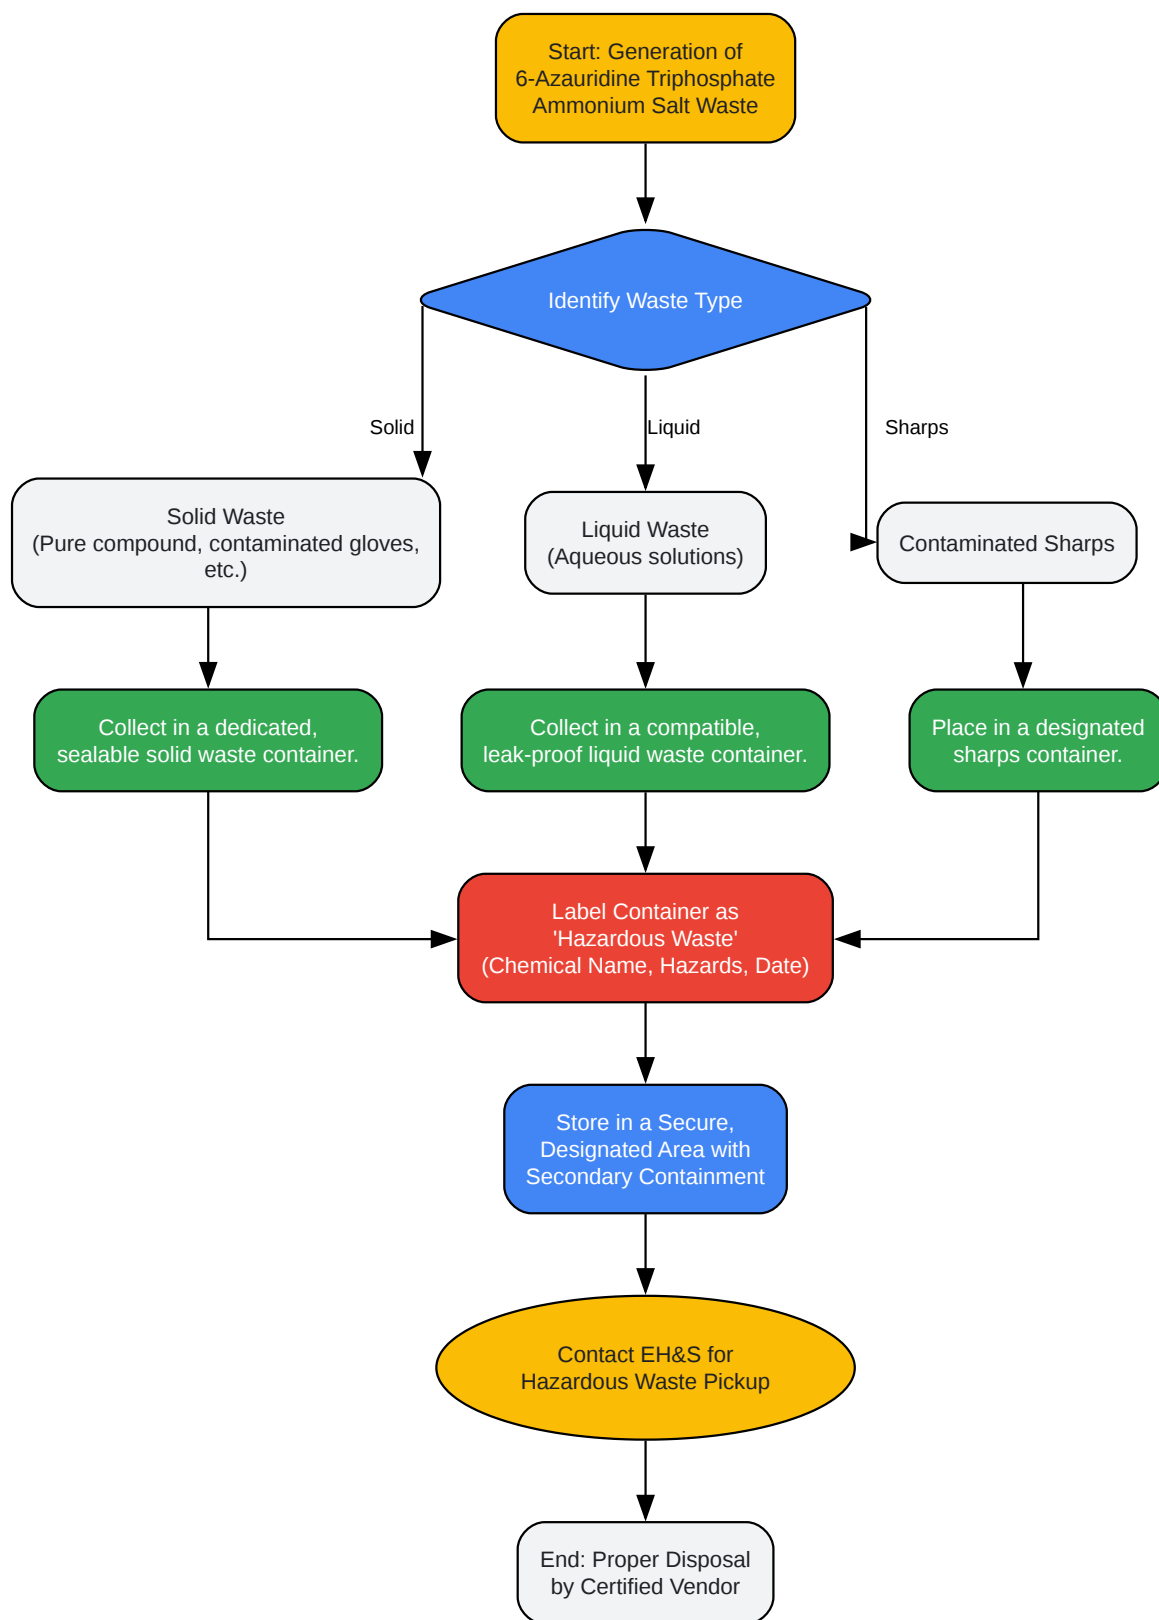 Start: Generation of
6-Azauridine Triphosphate
Ammonium Salt Waste
Identify Waste Type
Solid
Liquid
Sharps
Solid Waste
(Pure compound, contaminated gloves,
etc.)
Liquid Waste
(Aqueous solutions)
Contaminated Sharps
Collect in a dedicated,
sealable solid waste container.
Collect in a compatible,
leak-proof liquid waste container.
Place in a designated
sharps container.
Label Container as
'Hazardous Waste'
(Chemical Name, Hazards, Date)
Store in a Secure,
Designated Area with
Secondary Containment
Contact EH&S for
Hazardous Waste Pickup
End: Proper Disposal
by Certified Vendor